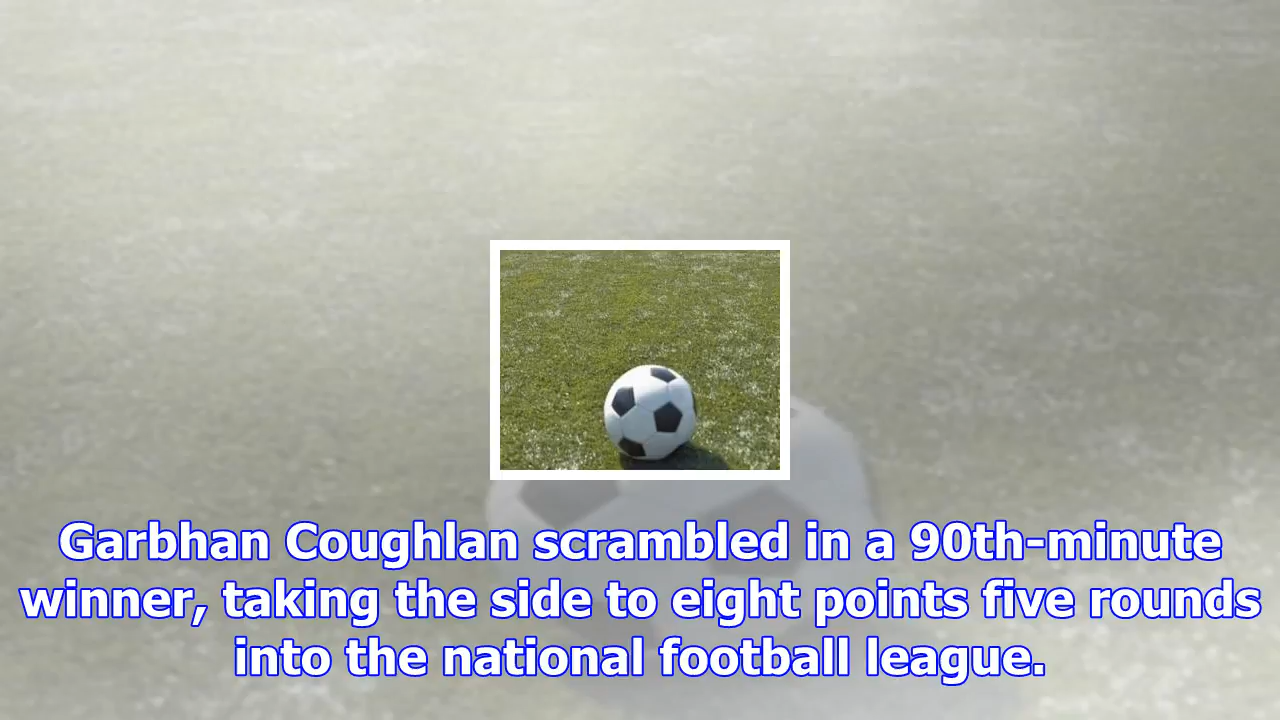 Garbhan Coughlan scrambled in a 90th-minute
winner, taking the side to eight points five rounds
into the national football league.